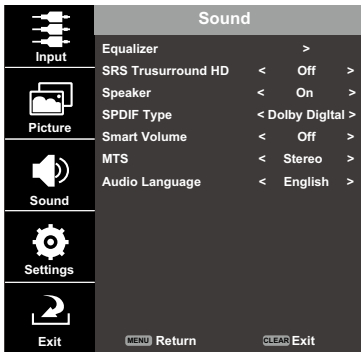 Sound
Input
Picture
Sound
Settings
Exit
Equalizer >
SRS Trusurround HD < Off >
Speaker < On >
SPDIF Type < Dolby Digltal >
Smart Volume < Off >
MTS < Stereo >
Audio Language < English >
MENU Return CLEAR Exit